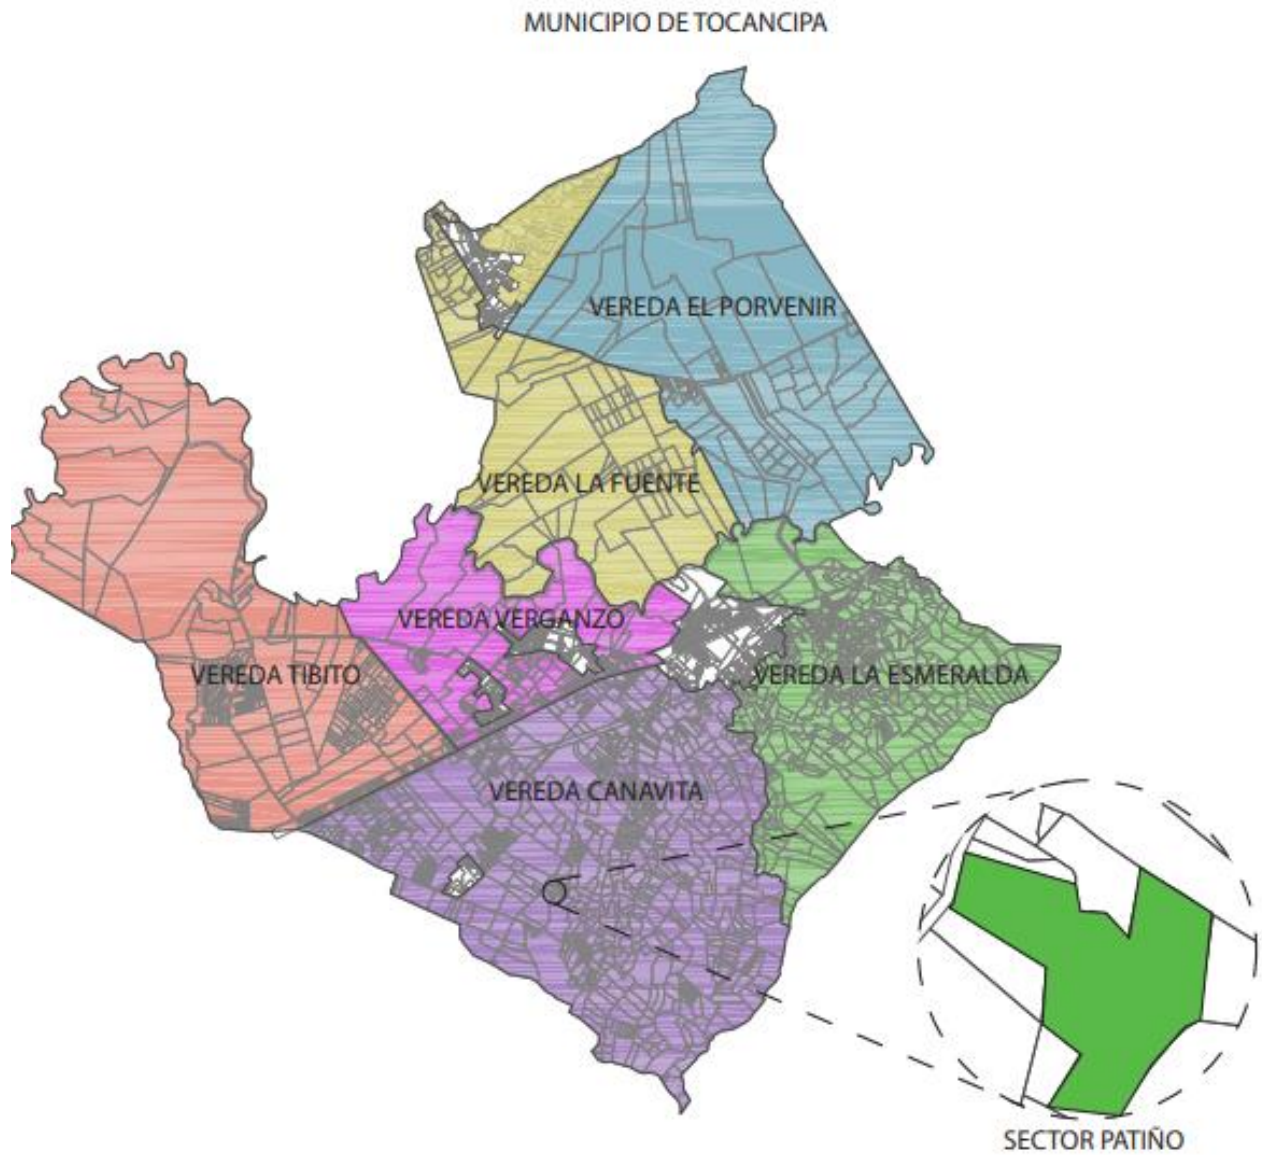 MUNICIPIO DE TOCANCIPA
VEREDA EL PORVENIR
VEREDA LA FUENTE
VEREDA VERGANZO
VEREDA TIBITO
VEREDA LA ESMERALDA
VEREDA CANAVITA
SECTOR PATIÑO